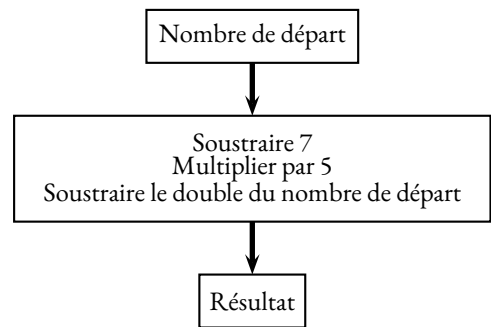 Nombre de départ
Soustraire 7
Multiplier par 5
Soustraire le double du nombre de départ
Résultat